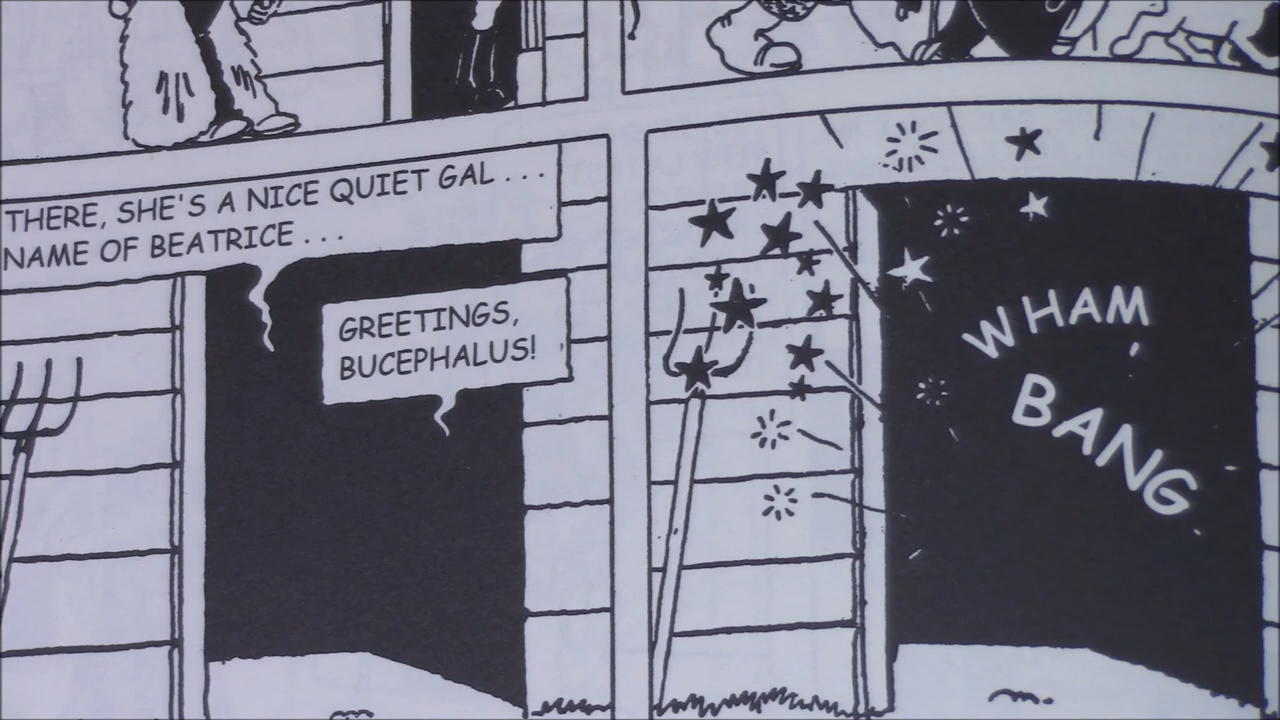 THERE, SHE'S A NICE QUIET GAL . . .
NAME OF BEATRICE . . .
GREETINGS,
BUCEPHALUS!
WHAM
BANG